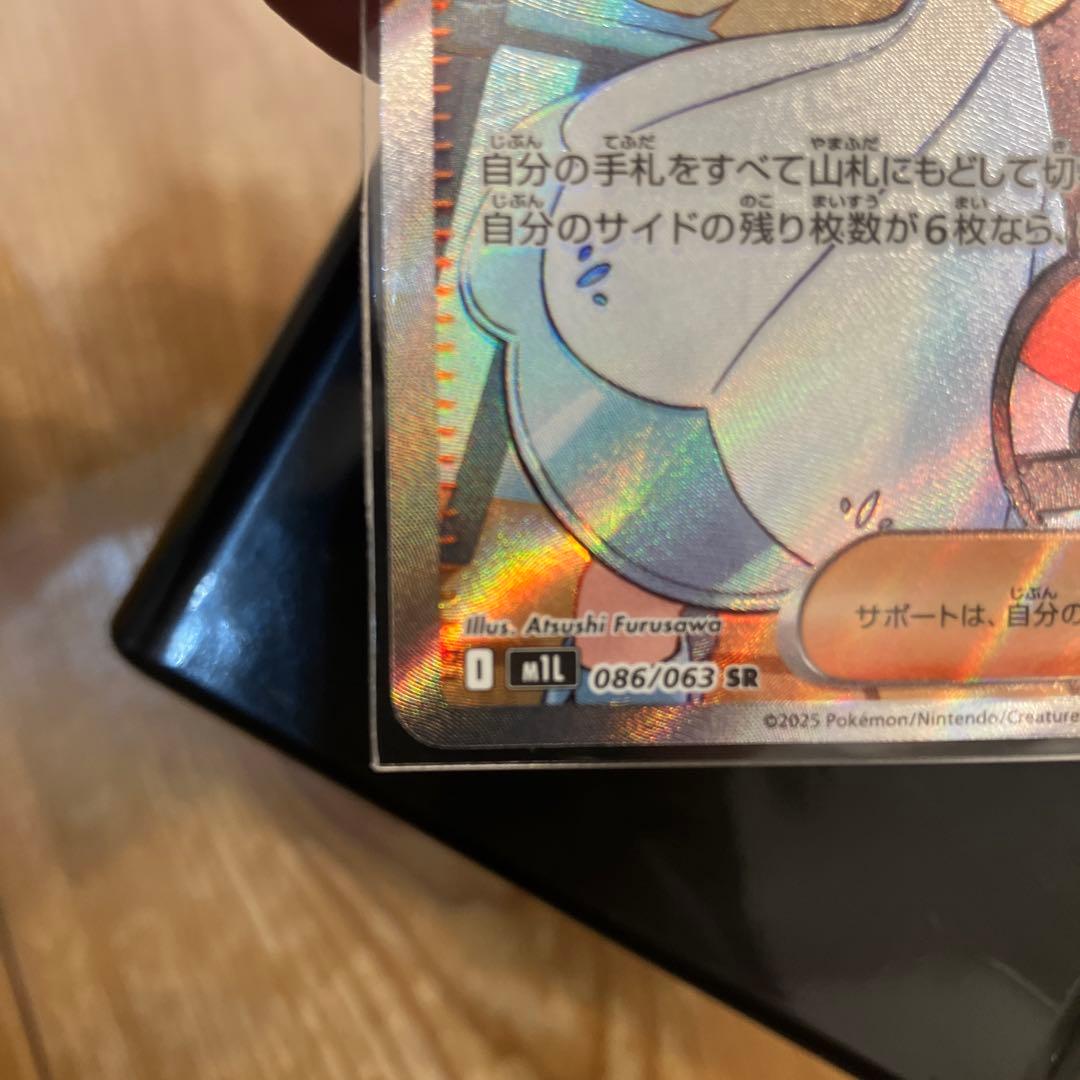 自分の手札をすべて山札にもどして切
自分のサイドの残り枚数が6枚なら、
サポートは、自分の
Illus. Atsushi Furusawa
I M1L 086/063 SR
©2025 Pokémon/Nintendo/Creature